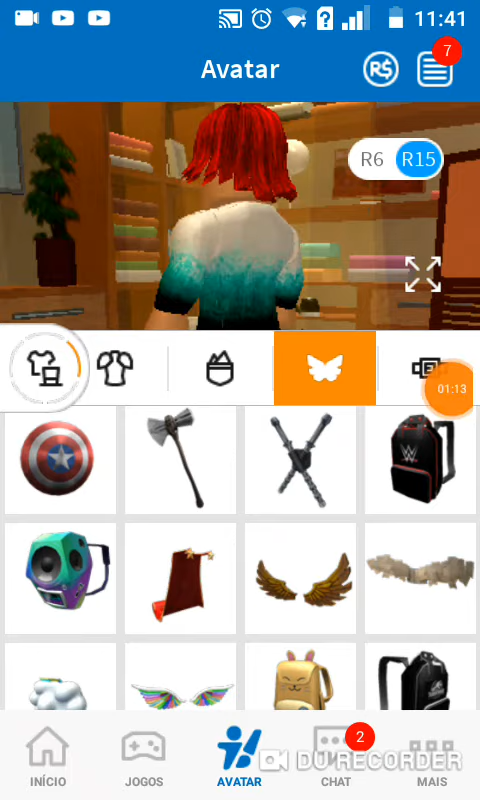 11:41
Avatar
R$
7
R6 R15
01:13
W
2
INÍCIO JOGOS AVATAR CHAT MAIS
DU RECORDER